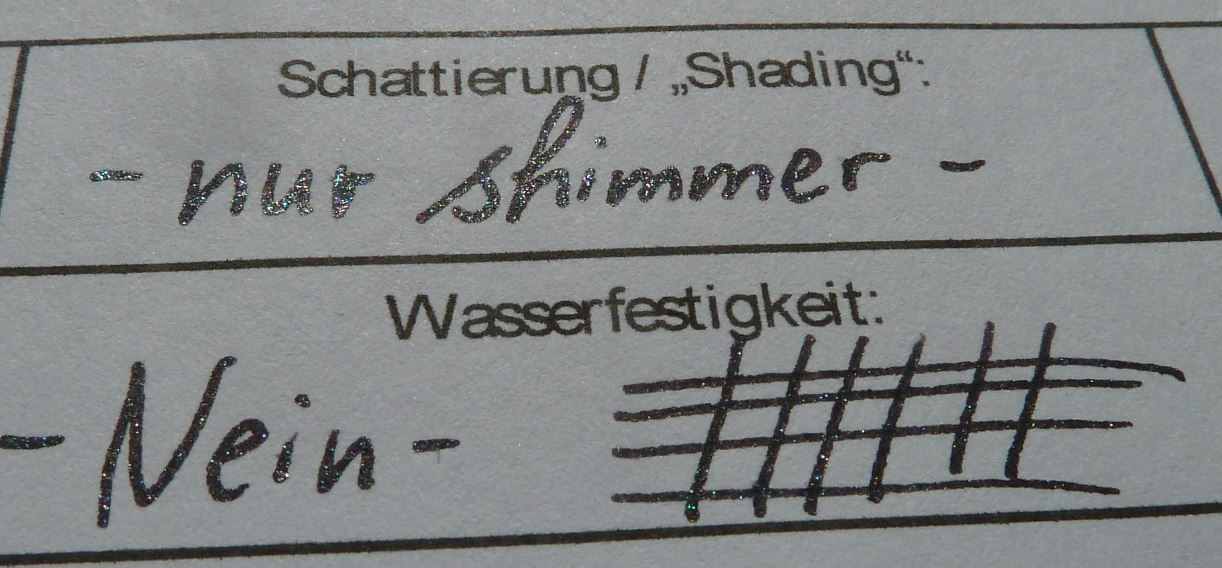 Schattierung / „Shading“:
- nur shimmer -
Wasserfestigkeit:
- Nein -